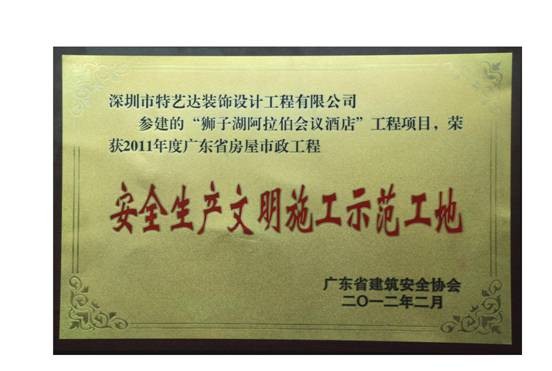 深圳市特艺达装饰设计工程有限公司
参建的“狮子湖阿拉伯会议酒店”工程项目，荣
获2011年度广东省房屋市政工程
安全生产文明施工示范工地
广东省建筑安全协会
二〇一二年二月